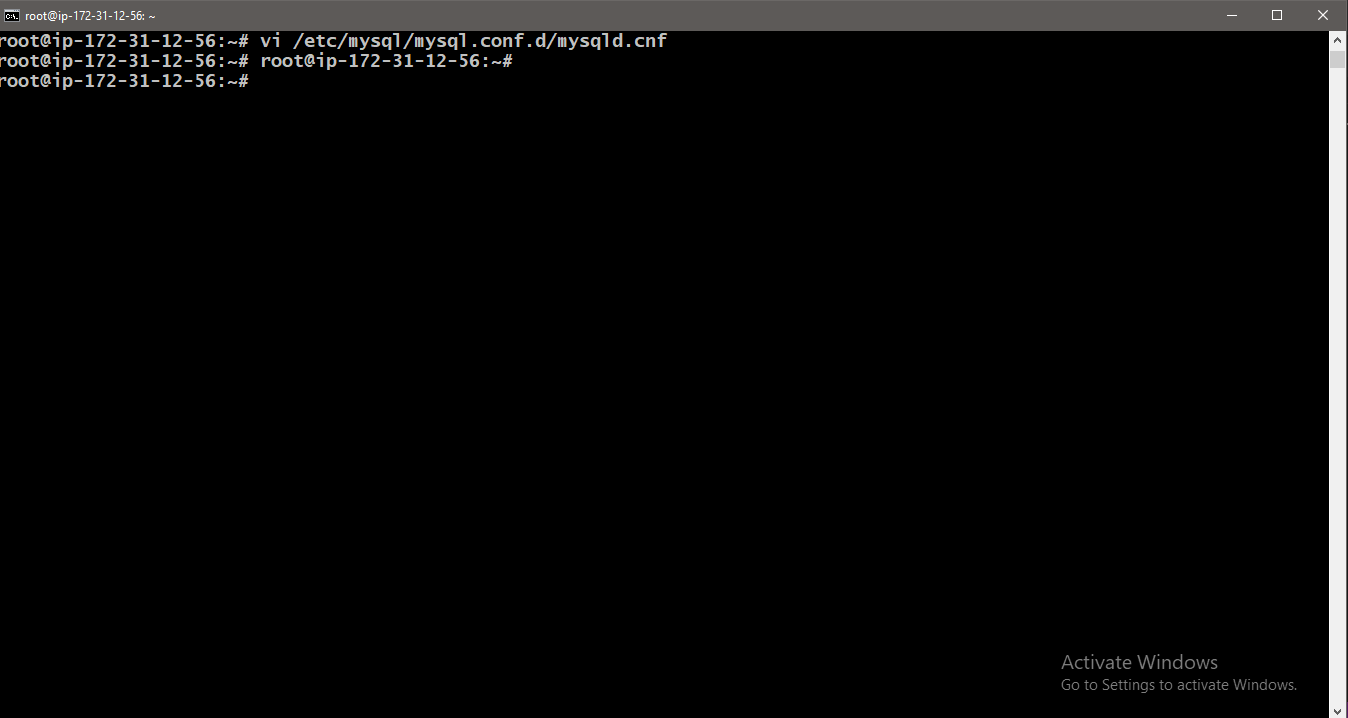 root@ip-172-31-12-56: ~
root@ip-172-31-12-56:~# vi /etc/mysql/mysql.conf.d/mysqld.cnf
root@ip-172-31-12-56:~# root@ip-172-31-12-56:~#
root@ip-172-31-12-56:~#
Activate Windows
Go to Settings to activate Windows.